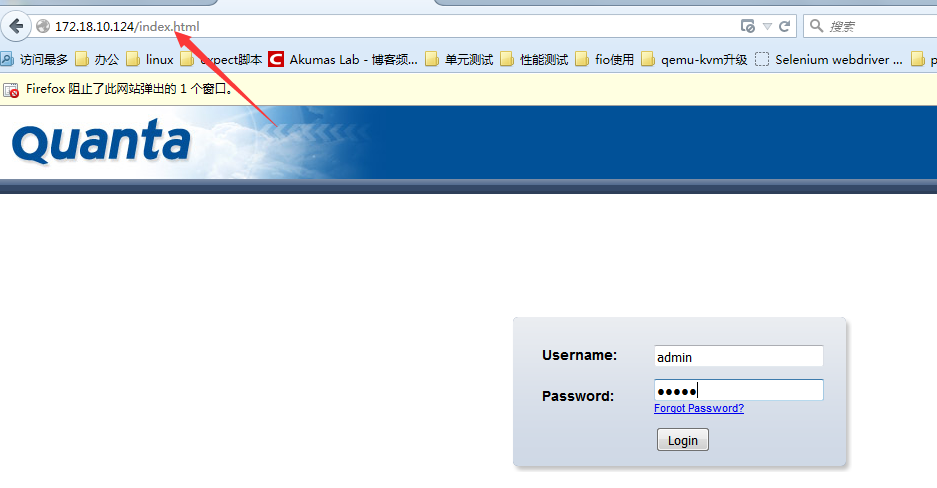 172.18.10.124/index.html 搜索
访问最多 办公 linux expect脚本 Akumas Lab - 博客频... 单元测试 性能测试 fio使用 qemu-kvm升级 Selenium webdriver ... p
Firefox 阻止了此网站弹出的 1 个窗口。
Quanta
Username: admin
Password: ●●●●●
Forgot Password?
Login